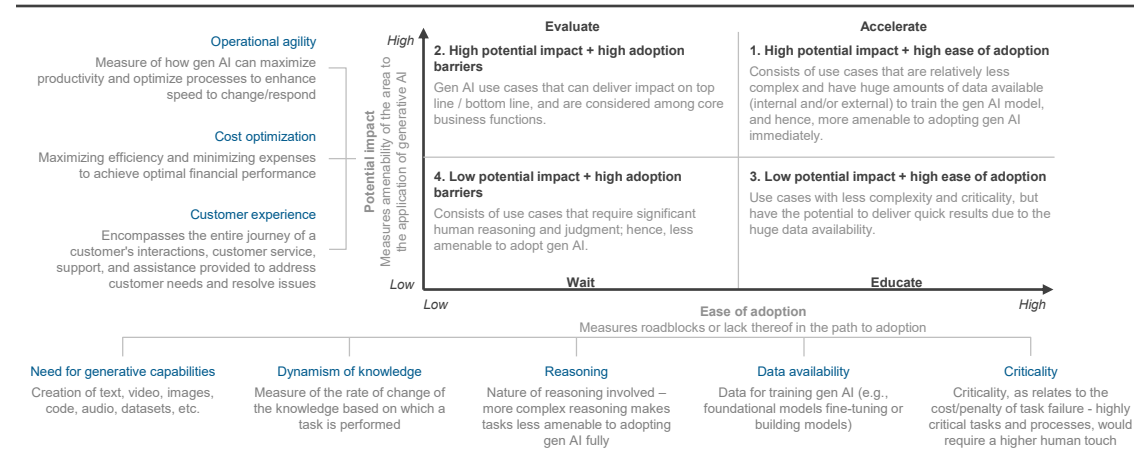 Operational agility
Measure of how gen AI can maximize
productivity and optimize processes to enhance
speed to change/respond
Cost optimization
Maximizing efficiency and minimizing expenses
to achieve optimal financial performance
Customer experience
Encompasses the entire journey of a
customer's interactions, customer service,
support, and assistance provided to address
customer needs and resolve issues
Potential impact
Measures amenability of the area to
the application of generative AI
High
Low
Evaluate
2. High potential impact + high adoption
barriers
Gen AI use cases that can deliver impact on top
line / bottom line, and are considered among core
business functions.
Accelerate
1. High potential impact + high ease of adoption
Consists of use cases that are relatively less
complex and have huge amounts of data available
(internal and/or external) to train the gen AI model,
and hence, more amenable to adopting gen AI
immediately.
4. Low potential impact + high adoption
barriers
Consists of use cases that require significant
human reasoning and judgment; hence, less
amenable to adopt gen AI.
Wait
3. Low potential impact + high ease of adoption
Use cases with less complexity and criticality, but
have the potential to deliver quick results due to the
huge data availability.
Educate
Low
High
Ease of adoption
Measures roadblocks or lack thereof in the path to adoption
Need for generative capabilities
Creation of text, video, images,
code, audio, datasets, etc.
Dynamism of knowledge
Measure of the rate of change of
the knowledge based on which a
task is performed
Reasoning
Nature of reasoning involved –
more complex reasoning makes
tasks less amenable to adopting
gen AI fully
Data availability
Data for training gen AI (e.g.,
foundational models fine-tuning or
building models)
Criticality
Criticality, as relates to the
cost/penalty of task failure - highly
critical tasks and processes, would
require a higher human touch